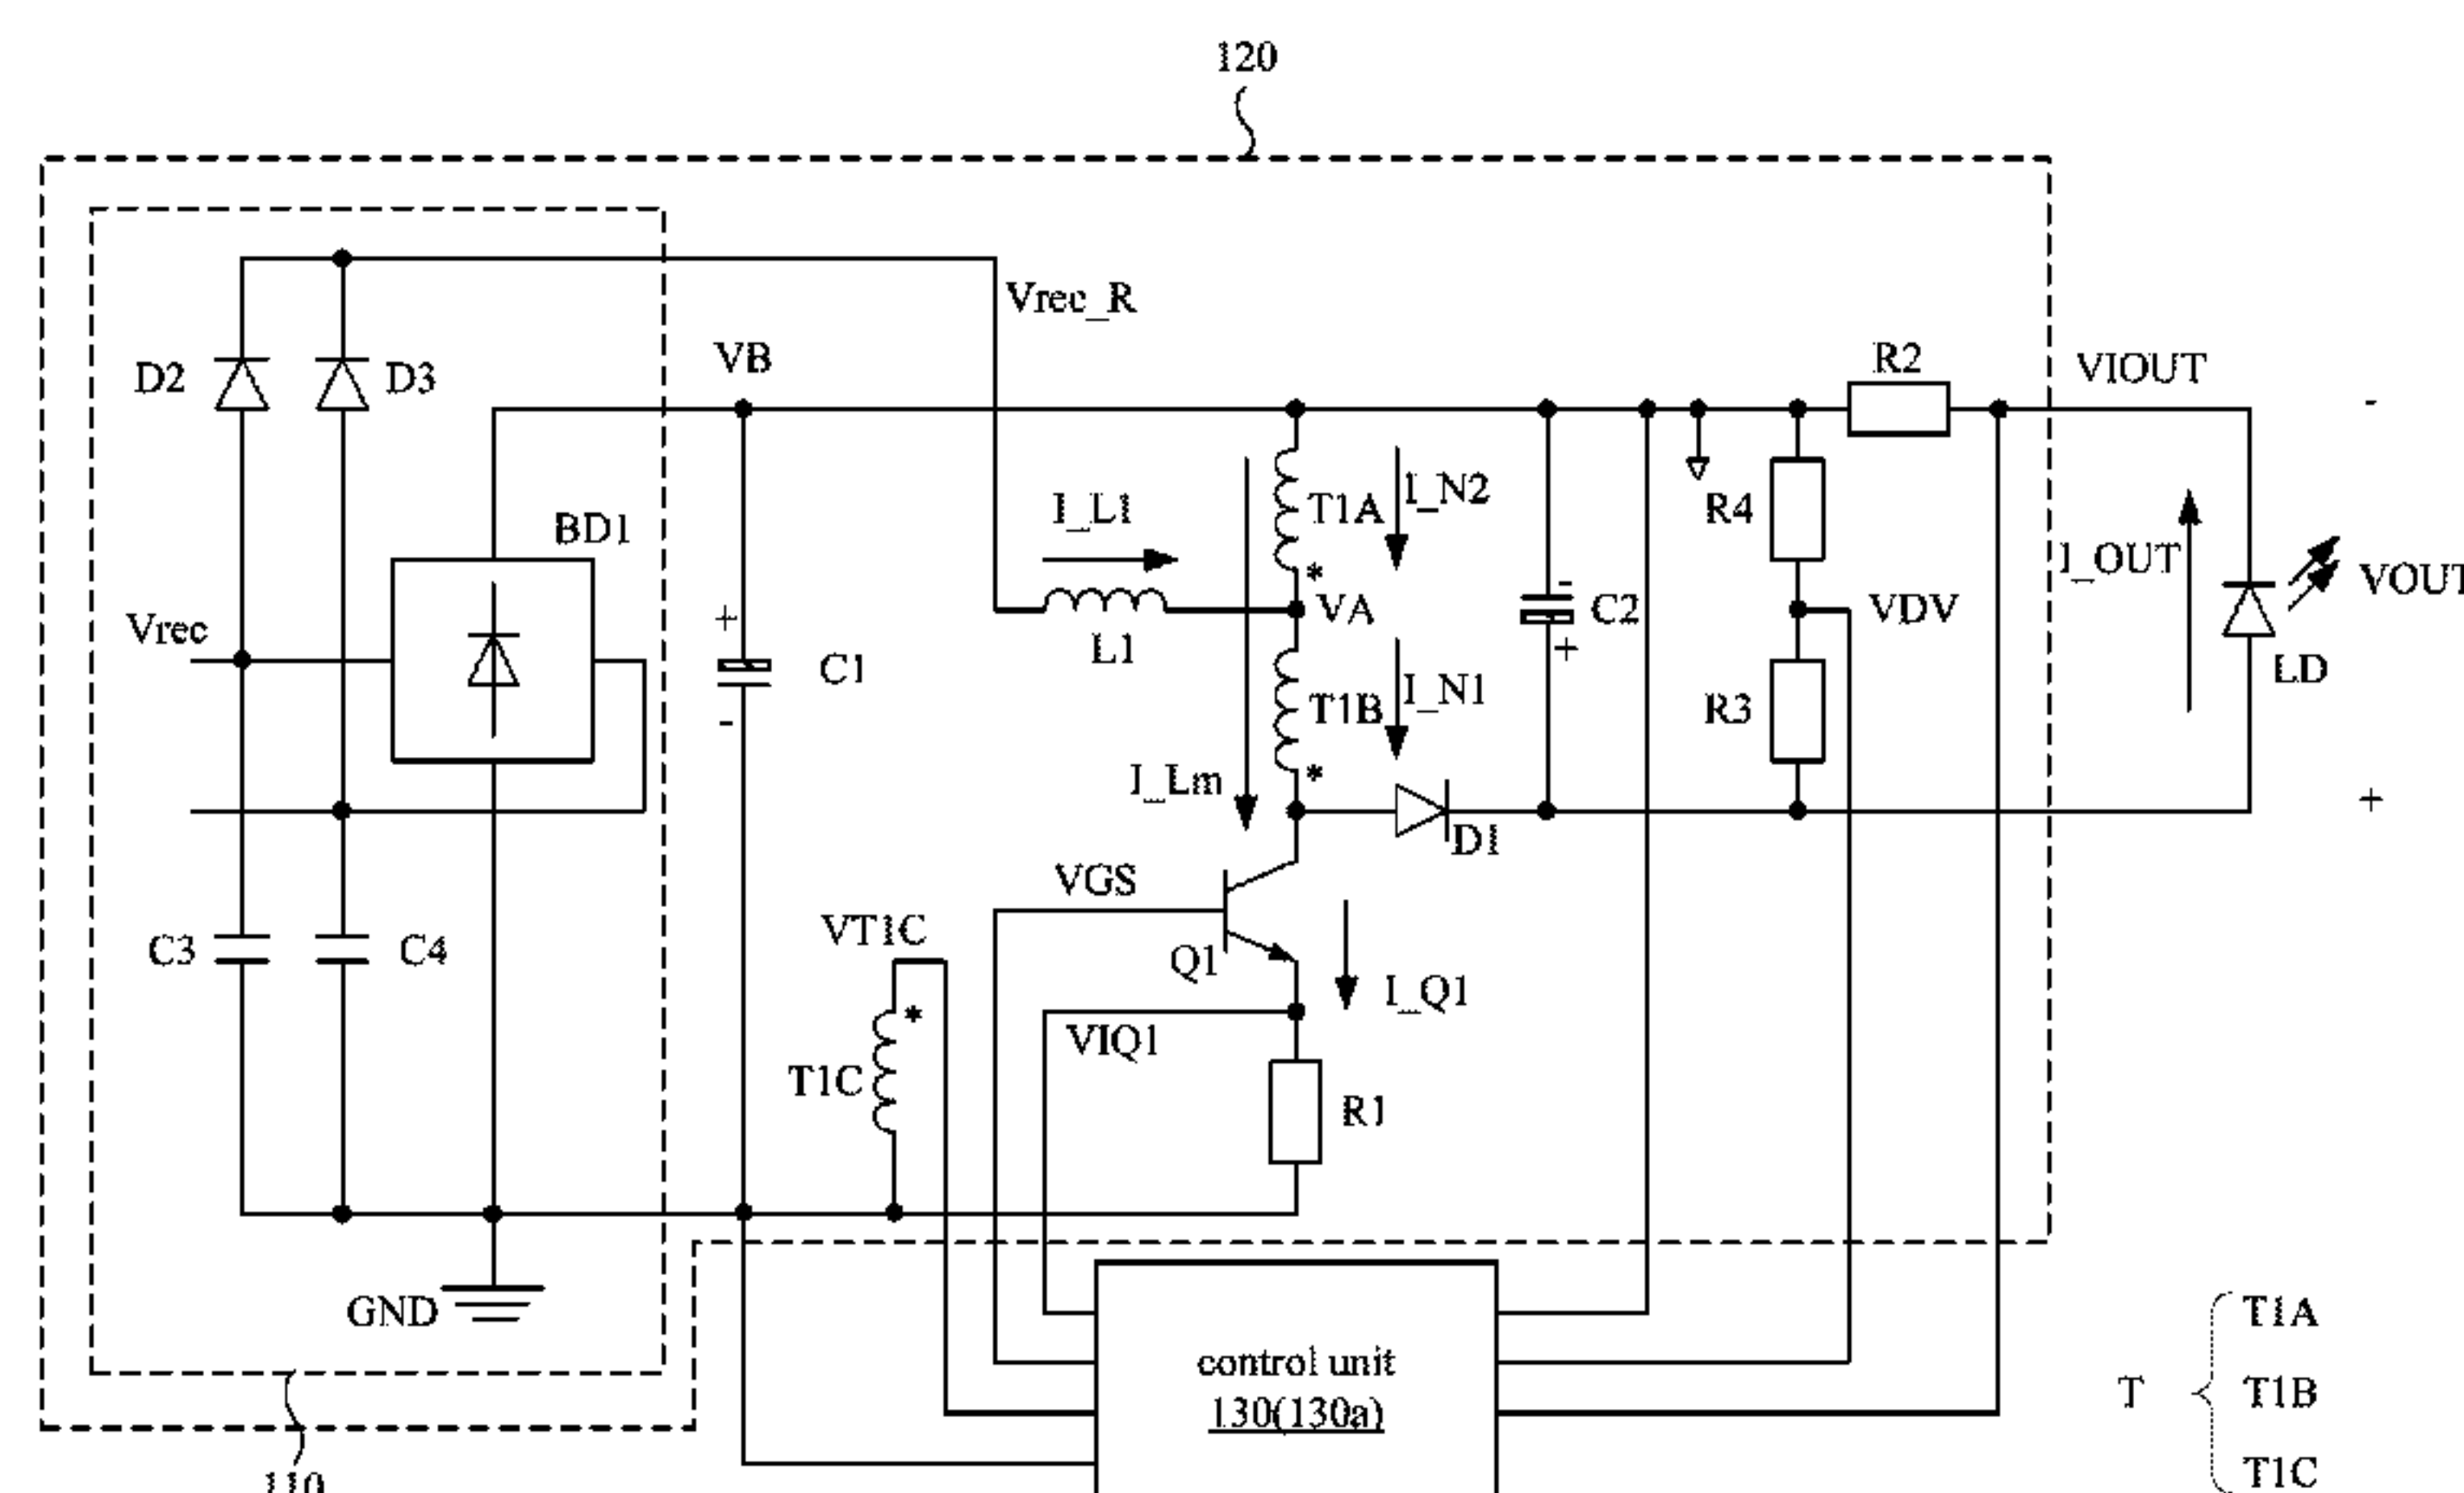 120
Vrec_R
VB
R2
VIOUT
-
D2
D3
I_L1
T1A
I_N2
R4
BD1
*
-
I_OUT
VOUT
Vrec
+
VA
C2
VDV
L1
+
C1
LD
T1B
I_N1
R3
-
I_Lm
*
+
D1
VGS
VT1C
C3
C4
Q1
I_Q1
*
VIQ1
T1C
R1
GND
T1A
control unit
T
T1B
130(130a)
T1C
110